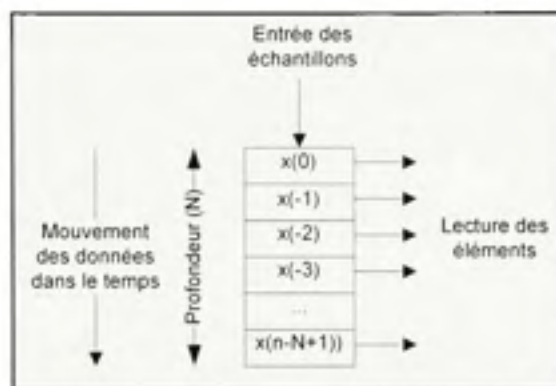 Entrée des
échantillons
x(0)
x(-1)
x(-2)
x(-3)
...
x(n-N+1))
Profondeur (N)
Mouvement
des données
dans le temps
Lecture des
éléments